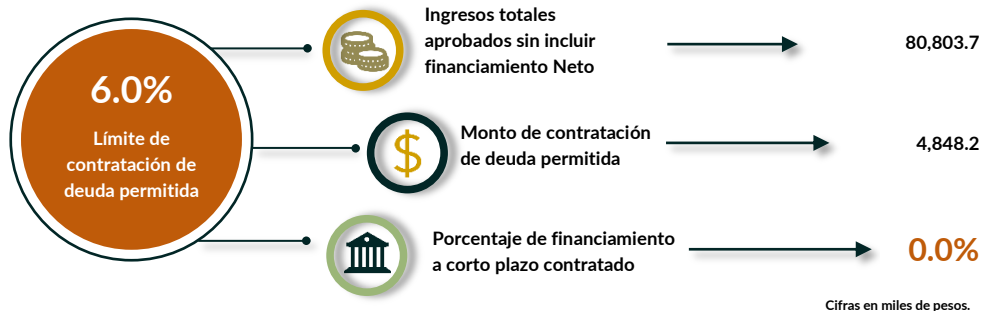 6.0%
Límite de
contratación de
deuda permitida
Ingresos totales
aprobados sin incluir
financiamiento Neto
80,803.7
$
Monto de contratación
de deuda permitida
4,848.2
Porcentaje de financiamiento
a corto plazo contratado
0.0%
Cifras en miles de pesos.